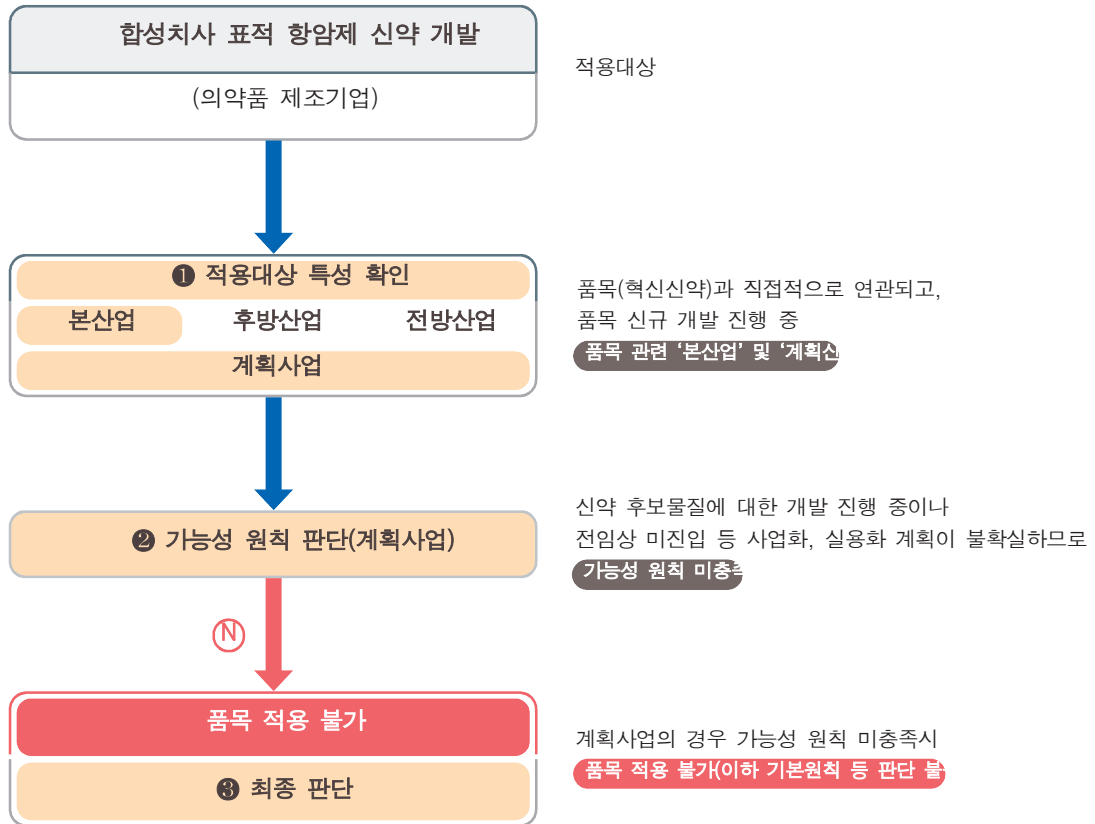 합성치사 표적 항암제 신약 개발
적용대상
(의약품 제조기업)
❶ 적용대상 특성 확인
본산업 후방산업 전방산업
계획사업
품목(혁신신약)과 직접적으로 연관되고,
품목 신규 개발 진행 중
품목 관련 ‘본산업’ 및 ‘계획
❷ 가능성 원칙 판단(계획사업)
신약 후보물질에 대한 개발 진행 중이나
전임상 미진입 등 사업화, 실용화 계획이 불확실하므로
가능성 원칙 미충족
N
품목 적용 불가
❸ 최종 판단
계획사업의 경우 가능성 원칙 미충족시
품목 적용 불가(이하 기본원칙 등 판단 불